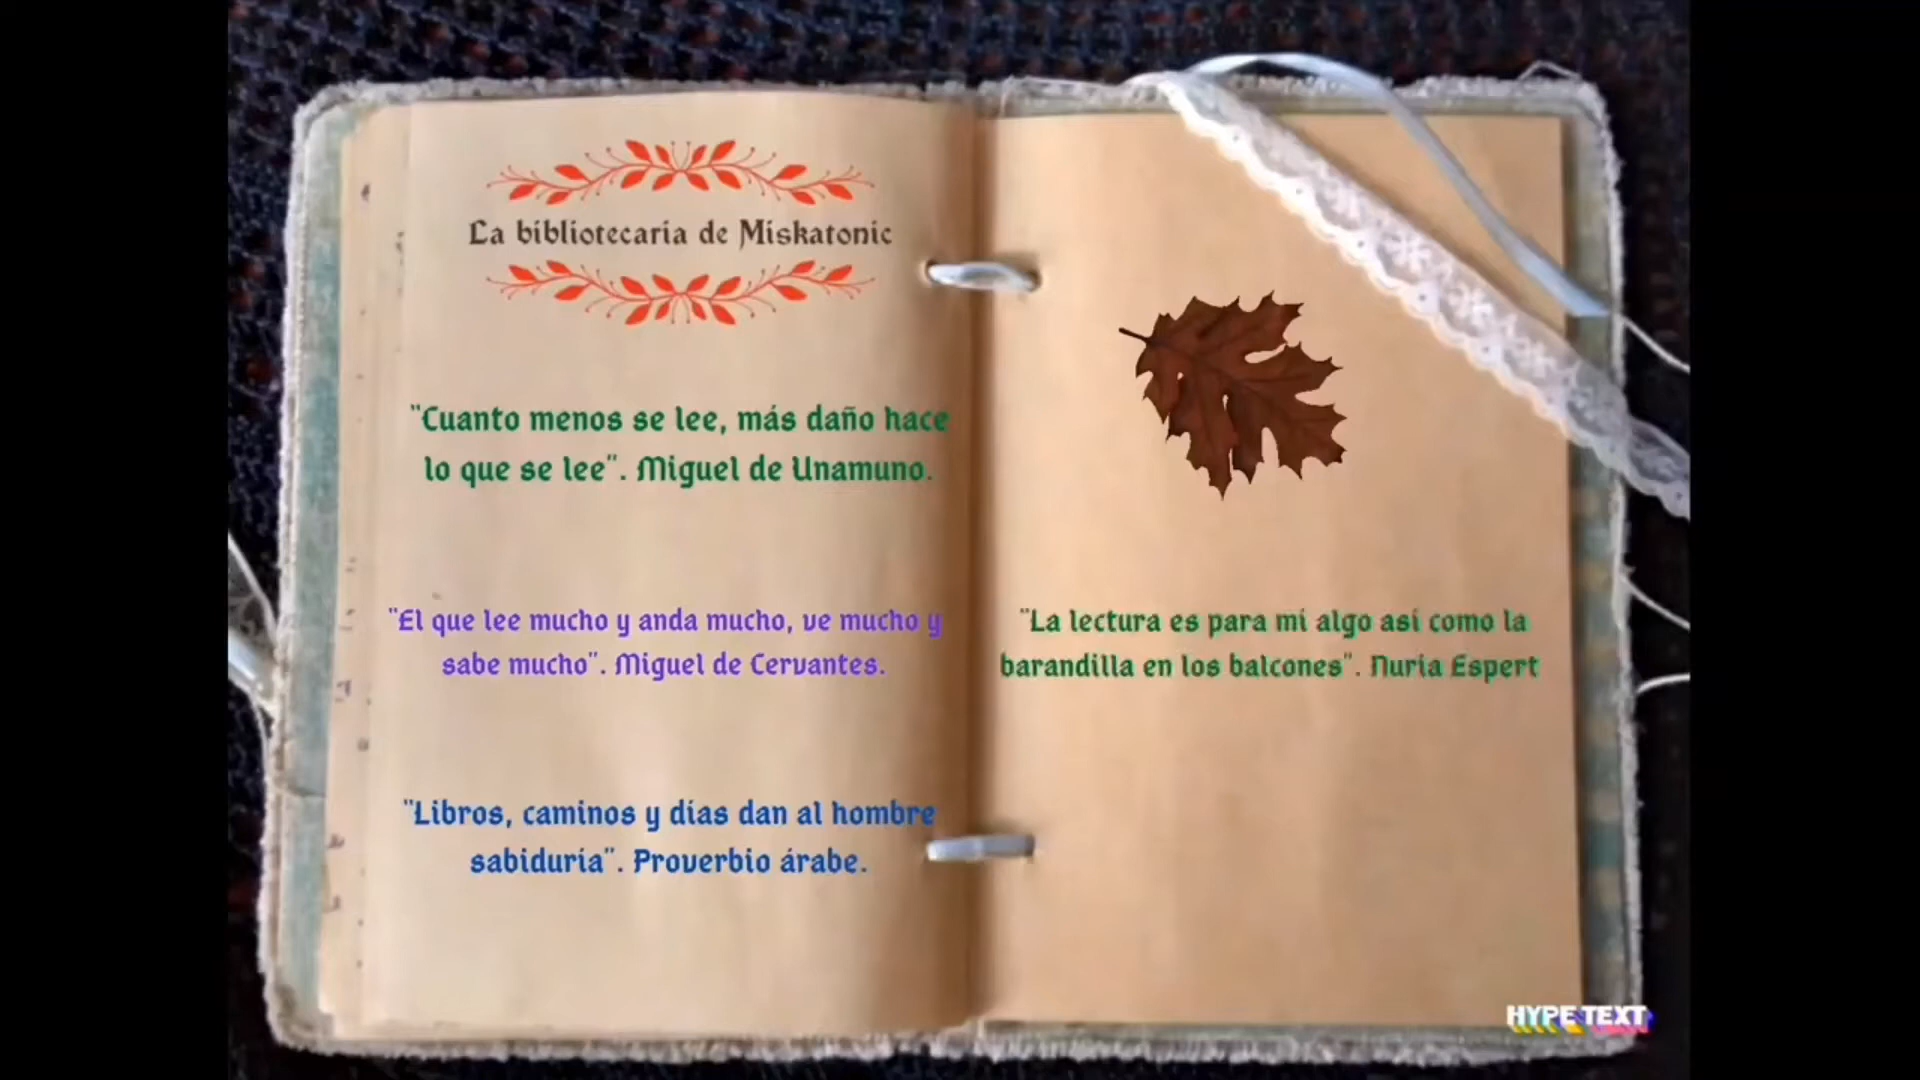 La bibliotecaria de Miskatonic
"Cuanto menos se lee, más daño hace
lo que se lee". Miguel de Unamuno.
"El que lee mucho y anda mucho, ve mucho y
sabe mucho". Miguel de Cervantes.
"Libros, caminos y días dan al hombre
sabiduría". Proverbio árabe.
"La lectura es para mí algo así como la
barandilla en los balcones". Nuria Espert
HYPE TEXT